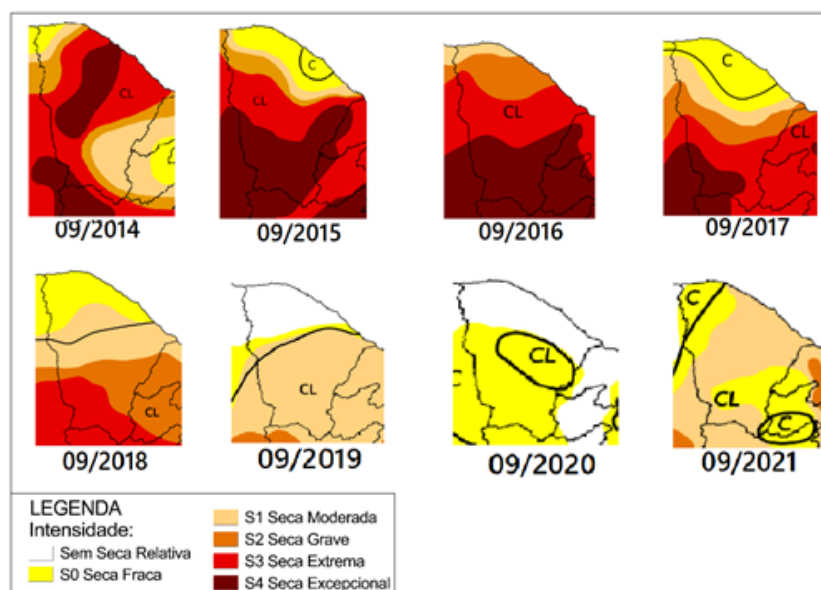 C
CL
CL
CL
C
CL
09/2014
09/2015
09/2016
09/2017
CL
CL
CL
C
C
CL
C
09/2018
09/2019
09/2020
09/2021
LEGENDA
Intensidade:
Sem Seca Relativa
S0 Seca Fraca
S1 Seca Moderada
S2 Seca Grave
S3 Seca Extrema
S4 Seca Excepcional